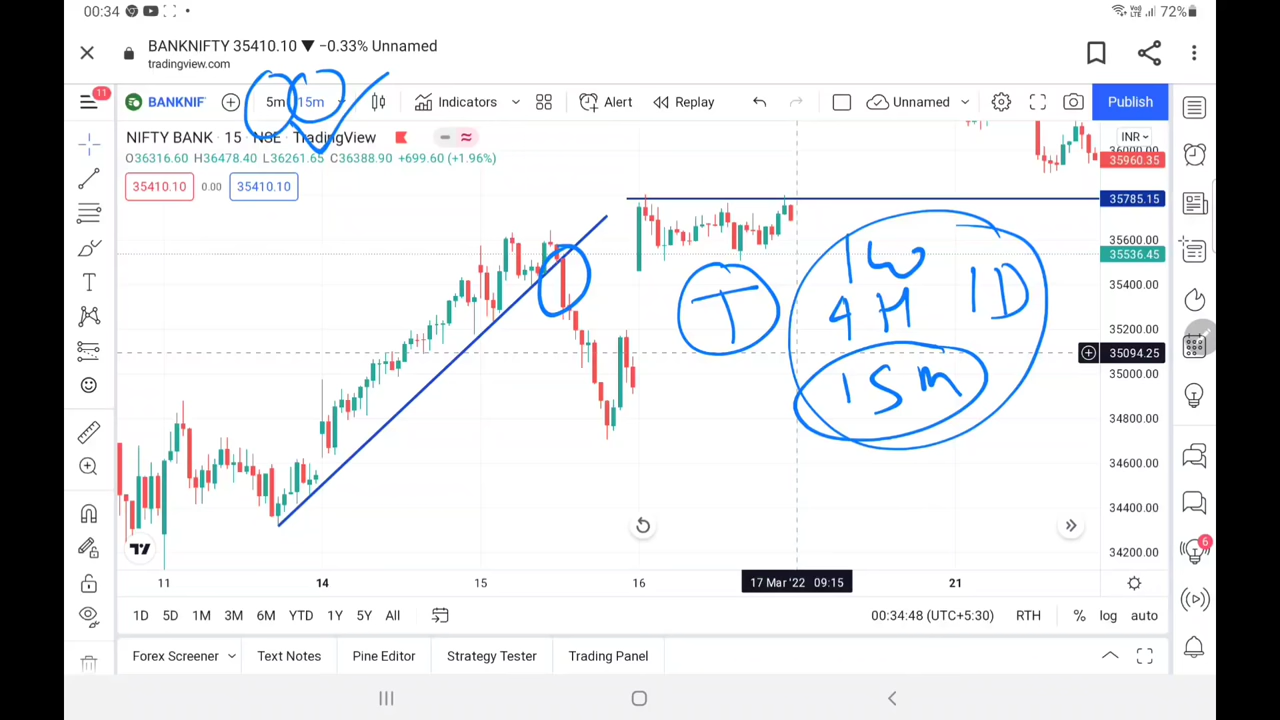 00:34 72%
BANKNIFTY 35410.10 ▼ −0.33% Unnamed
tradingview.com
11 BANKNIF 5m 15m Indicators Alert Replay Unnamed Publish
NIFTY BANK · 15 · NSE TradingView
O36316.60 H36478.40 L36261.65 C36388.90 +699.60 (+1.96%)
35410.10 0.00 35410.10
INR
36000.00
35960.35
35785.15
35600.00
35536.45
35400.00
35200.00
35094.25
35000.00
34800.00
34600.00
34400.00
34200.00
T
1W
4H 1D
15m
6
11 14 15 16 17 Mar '22 09:15 21
1D 5D 1M 3M 6M YTD 1Y 5Y All 00:34:48 (UTC+5:30) RTH % log auto
Forex Screener Text Notes Pine Editor Strategy Tester Trading Panel